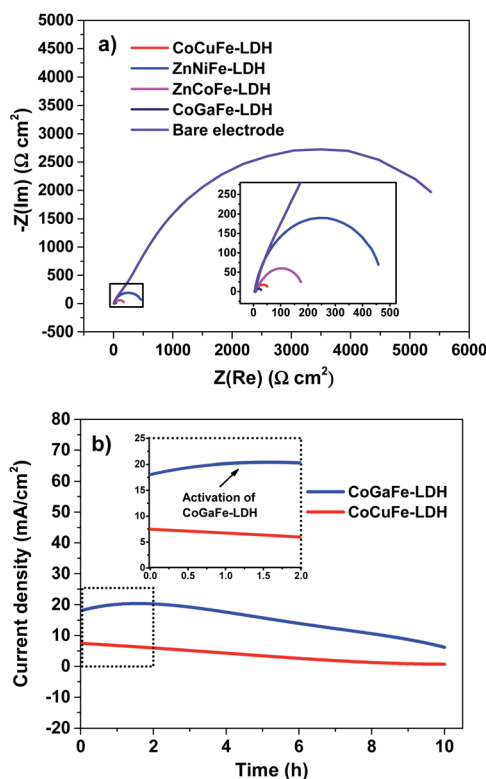 a)
CoCuFe-LDH
ZnNiFe-LDH
ZnCoFe-LDH
CoGaFe-LDH
Bare electrode
5000
4500
4000
3500
3000
2500
2000
1500
1000
500
0
-500
-Z(Im) (Ω cm²)
250
200
150
100
50
0
0 100 200 300 400 500
0 1000 2000 3000 4000 5000 6000
Z(Re) (Ω cm²)
b)
80
70
60
50
40
30
20
10
0
-10
-20
Current density (mA/cm²)
25
20
15
10
5
0
0.0 0.5 1.0 1.5 2.0
Activation of
CoGaFe-LDH
CoGaFe-LDH
CoCuFe-LDH
0 2 4 6 8 10
Time (h)